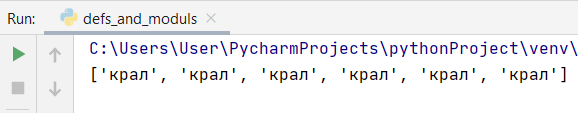 Run: defs_and_moduls ×
C:\Users\User\PycharmProjects\pythonProject\venv\
['крал', 'крал', 'крал', 'крал', 'крал', 'крал']